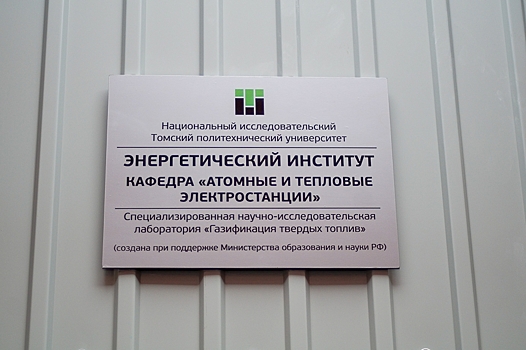 Национальный исследовательский
Томский политехнический университет
ЭНЕРГЕТИЧЕСКИЙ ИНСТИТУТ
КАФЕДРА «АТОМНЫЕ И ТЕПЛОВЫЕ
ЭЛЕКТРОСТАНЦИИ»
Специализированная научно-исследовательская
лаборатория «Газификация твердых топлив»
(создана при поддержке Министерства образования и науки РФ)